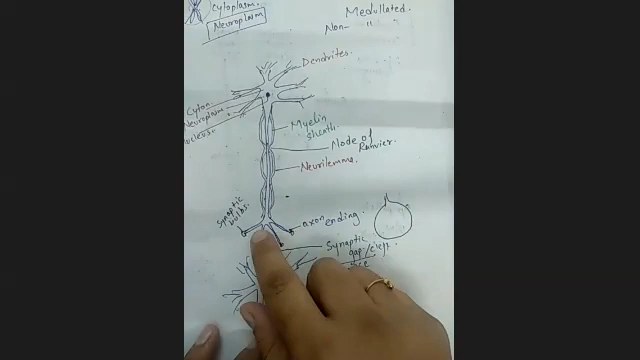 Cytoplasm.
Neuroplasm
Medullated.
Non- "
Dendrites.
Cyton.
Neuroplasm
Nucleus.
Myelin
Sheath.
Node of
Ranvier.
Neurilemma
Synaptic
bulbs.
axon ending.
Synaptic
gap/cleft.